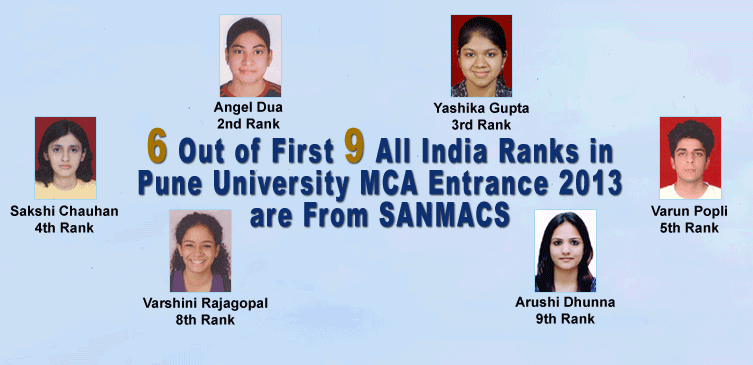 Angel Dua
2nd Rank
Yashika Gupta
3rd Rank
6 Out of First 9 All India Ranks in
Pune University MCA Entrance 2013
are From SANMACS
Sakshi Chauhan
4th Rank
Varun Popli
5th Rank
Varshini Rajagopal
8th Rank
Arushi Dhunna
9th Rank